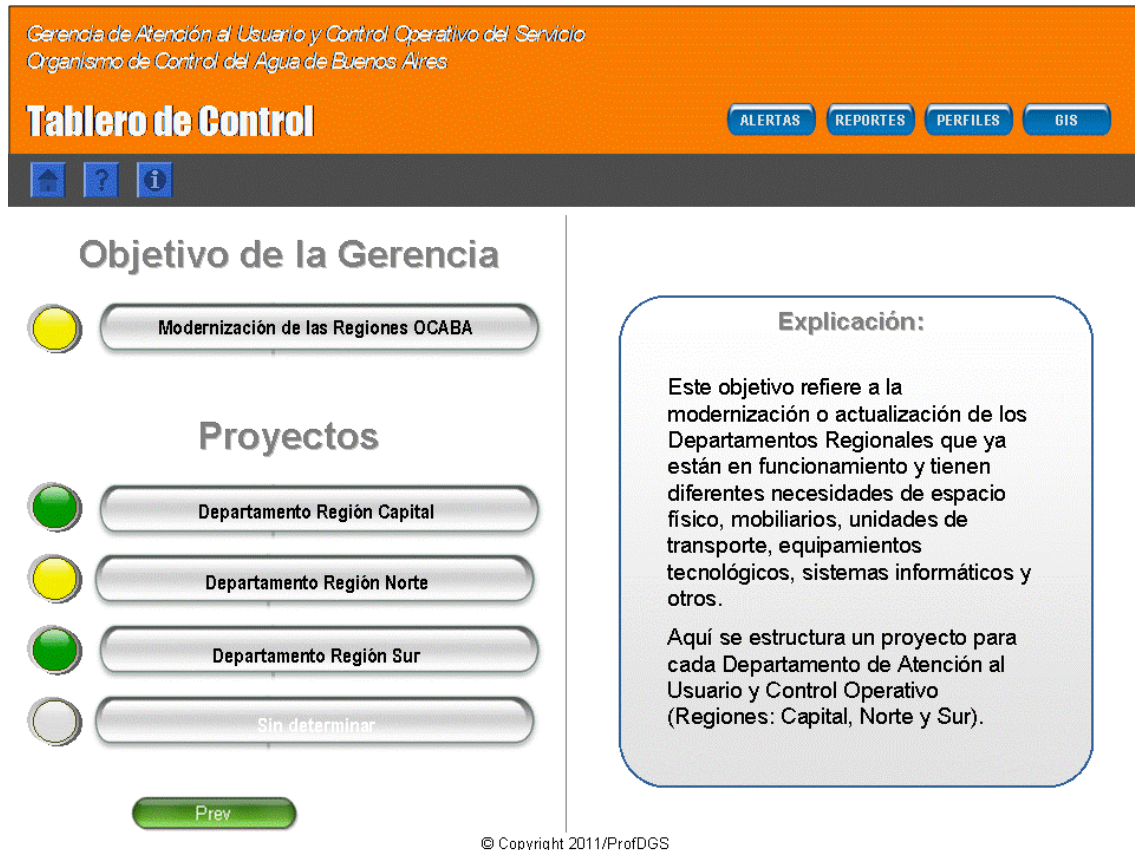 Gerencia de Atención al Usuario y Control Operativo del Servicio
Organismo de Control del Agua de Buenos Aires
Tablero de Control
ALERTAS
REPORTES
PERFILES
GIS
?
i
Objetivo de la Gerencia
Modernización de las Regiones OCABA
Proyectos
Departamento Región Capital
Departamento Región Norte
Departamento Región Sur
Sin determinar
Prev
Explicación:
Este objetivo refiere a la
modernización o actualización de los
Departamentos Regionales que ya
están en funcionamiento y tienen
diferentes necesidades de espacio
físico, mobiliarios, unidades de
transporte, equipamientos
tecnológicos, sistemas informáticos y
otros.
Aquí se estructura un proyecto para
cada Departamento de Atención al
Usuario y Control Operativo
(Regiones: Capital, Norte y Sur).
© Copyright 2011/ProfDGS